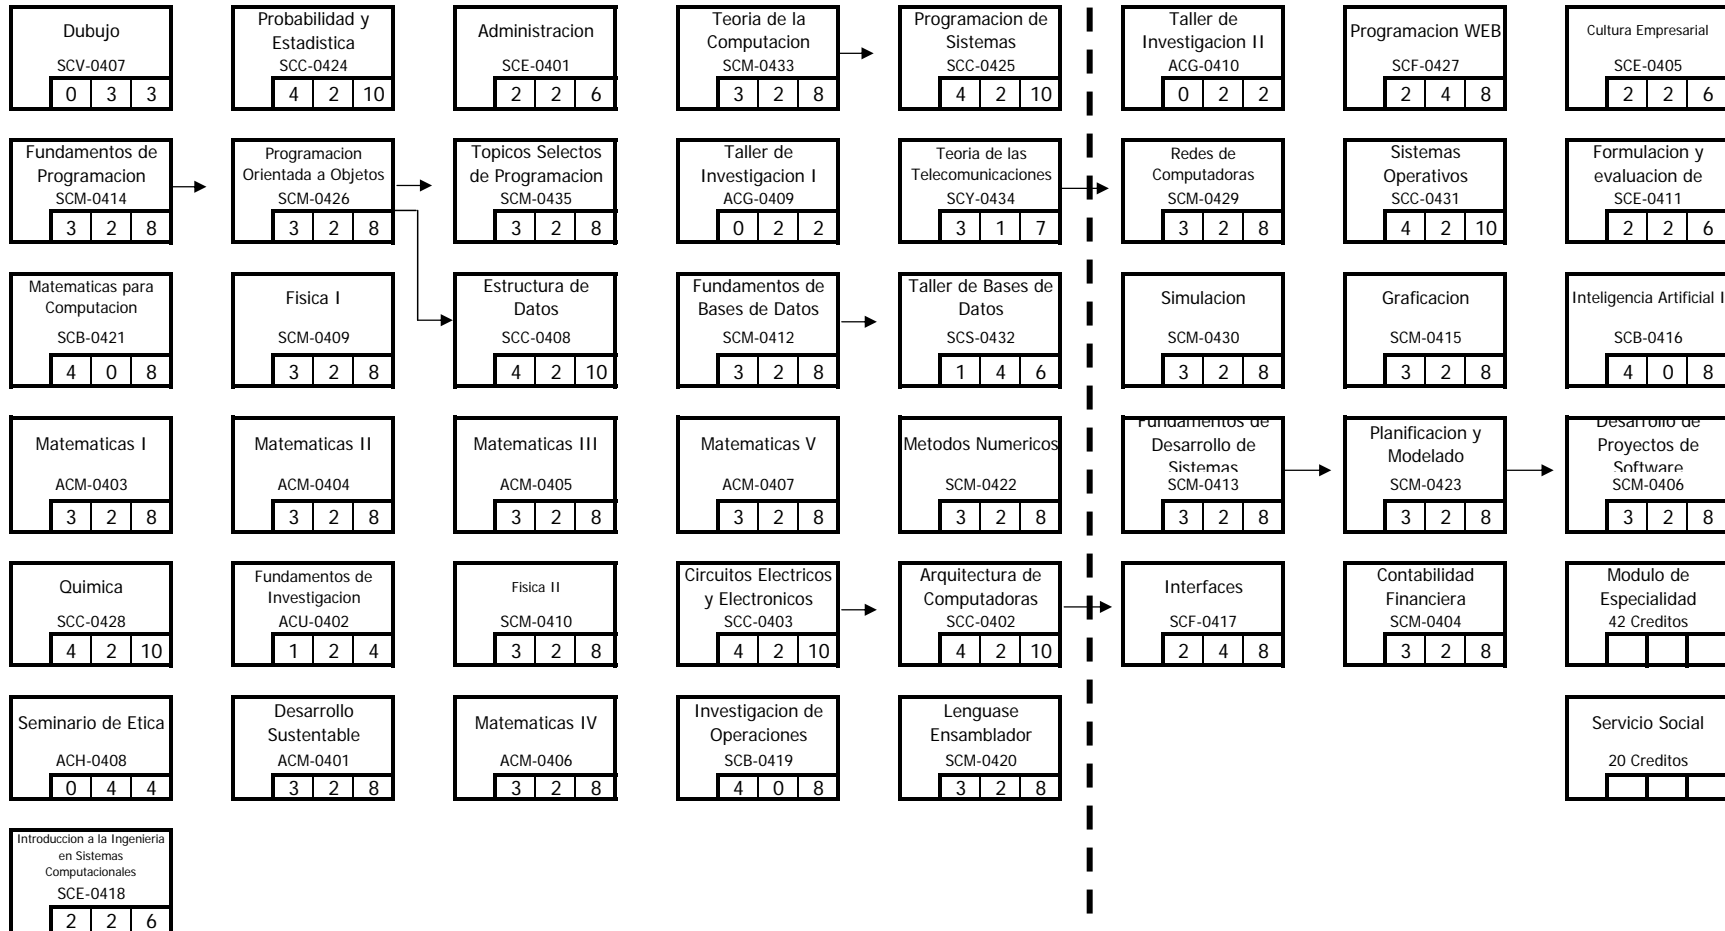 Dubujo
SCV-0407
0 3 3
Probabilidad y
Estadistica
SCC-0424
4 2 10
Administracion
SCE-0401
2 2 6
Teoria de la
Computacion
SCM-0433
3 2 8
Programacion de
Sistemas
SCC-0425
4 2 10
Taller de
Investigacion II
ACG-0410
0 2 2
Programacion WEB
SCF-0427
2 4 8
Cultura Empresarial
SCE-0405
2 2 6
Fundamentos de
Programacion
SCM-0414
3 2 8
Programacion
Orientada a Objetos
SCM-0426
3 2 8
Topicos Selectos
de Programacion
SCM-0435
3 2 8
Taller de
Investigacion I
ACG-0409
0 2 2
Teoria de las
Telecomunicaciones
SCY-0434
3 1 7
Redes de
Computadoras
SCM-0429
3 2 8
Sistemas
Operativos
SCC-0431
4 2 10
Formulacion y
evaluacion de
SCE-0411
2 2 6
Matematicas para
Computacion
SCB-0421
4 0 8
Fisica I
SCM-0409
3 2 8
Estructura de
Datos
SCC-0408
4 2 10
Fundamentos de
Bases de Datos
SCM-0412
3 2 8
Taller de Bases de
Datos
SCS-0432
1 4 6
Simulacion
SCM-0430
3 2 8
Graficacion
SCM-0415
3 2 8
Inteligencia Artificial I
SCB-0416
4 0 8
Matematicas I
ACM-0403
3 2 8
Matematicas II
ACM-0404
3 2 8
Matematicas III
ACM-0405
3 2 8
Matematicas V
ACM-0407
3 2 8
Metodos Numericos
SCM-0422
3 2 8
Fundamentos de
Desarrollo de
Sistemas
SCM-0413
3 2 8
Planificacion y
Modelado
SCM-0423
3 2 8
Desarrollo de
Proyectos de
Software
SCM-0406
3 2 8
Quimica
SCC-0428
4 2 10
Fundamentos de
Investigacion
ACU-0402
1 2 4
Fisica II
SCM-0410
3 2 8
Circuitos Electricos
y Electronicos
SCC-0403
4 2 10
Arquitectura de
Computadoras
SCC-0402
4 2 10
Interfaces
SCF-0417
2 4 8
Contabilidad
Financiera
SCM-0404
3 2 8
Modulo de
Especialidad
42 Creditos
Seminario de Etica
ACH-0408
0 4 4
Desarrollo
Sustentable
ACM-0401
3 2 8
Matematicas IV
ACM-0406
3 2 8
Investigacion de
Operaciones
SCB-0419
4 0 8
Lenguase
Ensamblador
SCM-0420
3 2 8
Servicio Social
20 Creditos
Introduccion a la Ingenieria
en Sistemas
Computacionales
SCE-0418
2 2 6